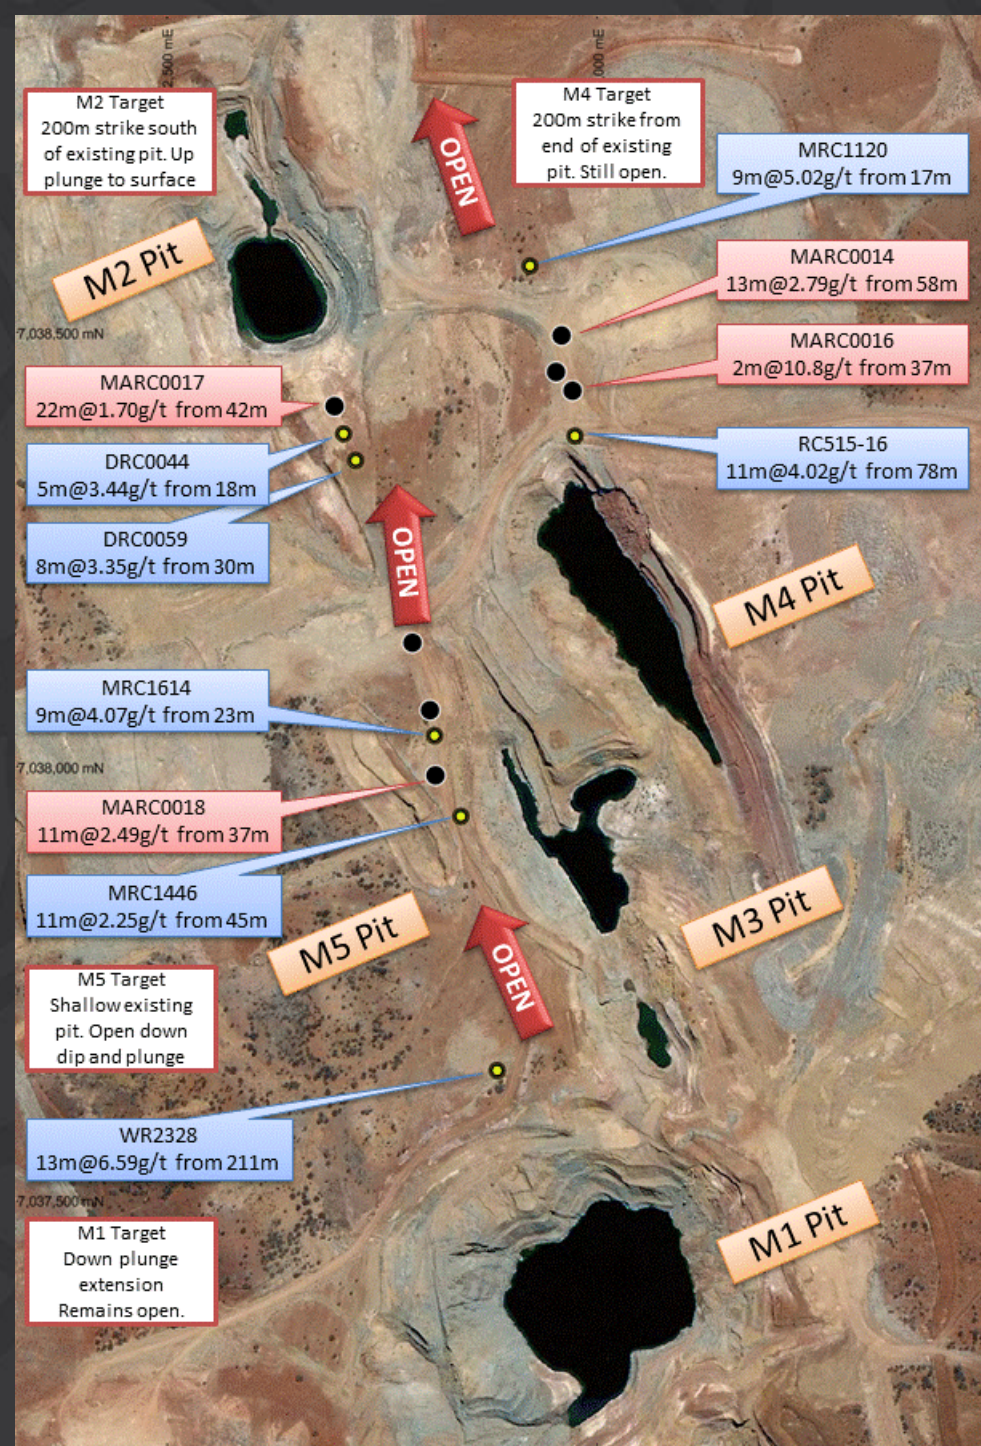 2,500 mE
,000 mE
M2 Target
200m strike south
of existing pit. Up
plunge to surface
M4 Target
200m strike from
end of existing
pit. Still open.
OPEN
MRC1120
9m@5.02g/t from 17m
M2 Pit
MARC0014
13m@2.79g/t from 58m
7,038,500 mN
MARC0016
2m@10.8g/t from 37m
MARC0017
22m@1.70g/t from 42m
RC515-16
11m@4.02g/t from 78m
DRC0044
5m@3.44g/t from 18m
DRC0059
8m@3.35g/t from 30m
OPEN
M4 Pit
MRC1614
9m@4.07g/t from 23m
7,038,000 mN
MARC0018
11m@2.49g/t from 37m
MRC1446
11m@2.25g/t from 45m
M5 Pit
M3 Pit
OPEN
M5 Target
Shallow existing
pit. Open down
dip and plunge
WR2328
13m@6.59g/t from 211m
7,037,500 mN
M1 Target
Down plunge
extension
Remains open.
M1 Pit